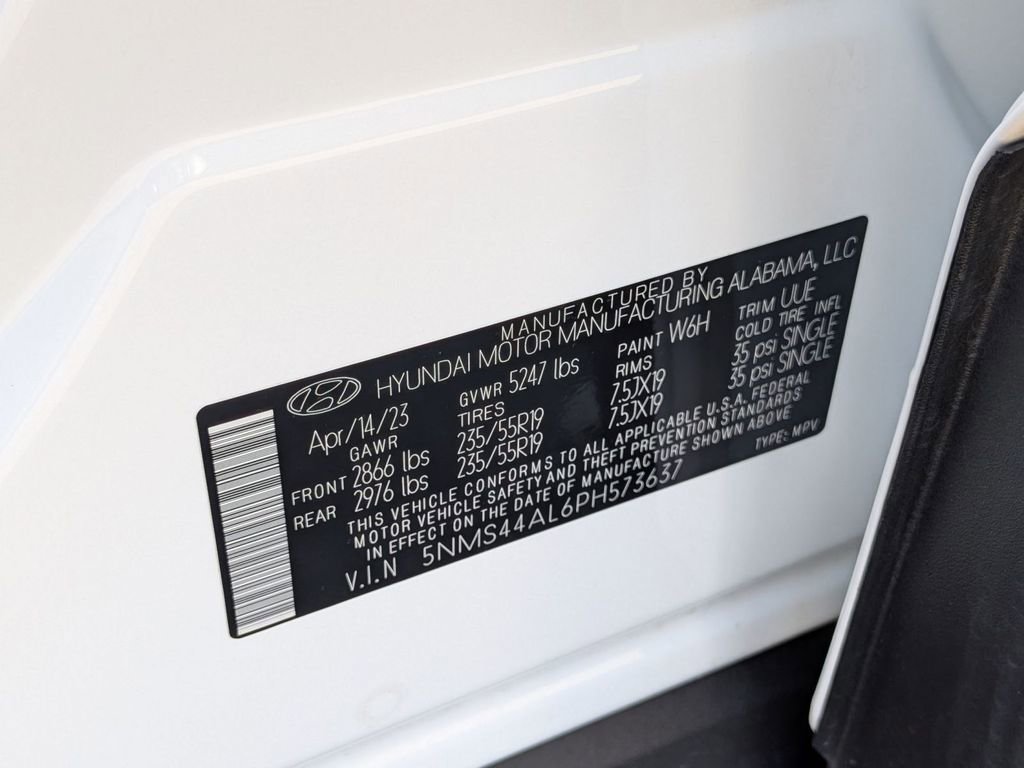 MANUFACTURED BY
HYUNDAI MOTOR MANUFACTURING ALABAMA, LLC
Apr/14/23 GVWR 5247 lbs PAINT W6H TRIM UUE
GAWR TIRES RIMS COLD TIRE INFL
FRONT 2866 lbs 235/55R19 7.5JX19 35 psi SINGLE
REAR 2976 lbs 235/55R19 7.5JX19 35 psi SINGLE
THIS VEHICLE CONFORMS TO ALL APPLICABLE U.S.A. FEDERAL
MOTOR VEHICLE SAFETY AND THEFT PREVENTION STANDARDS
IN EFFECT ON THE DATE OF MANUFACTURE SHOWN ABOVE
V.I.N 5NMS44AL6PH573637 TYPE: MPV